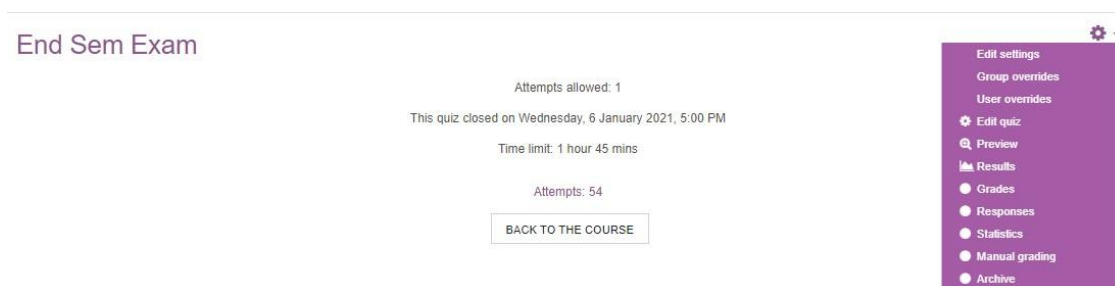 End Sem Exam
Attempts allowed: 1
This quiz closed on Wednesday, 6 January 2021, 5:00 PM
Time limit: 1 hour 45 mins
Attempts: 54
BACK TO THE COURSE
Edit settings
Group overrides
User overrides
Edit quiz
Preview
Results
Grades
Responses
Statistics
Manual grading
Archive